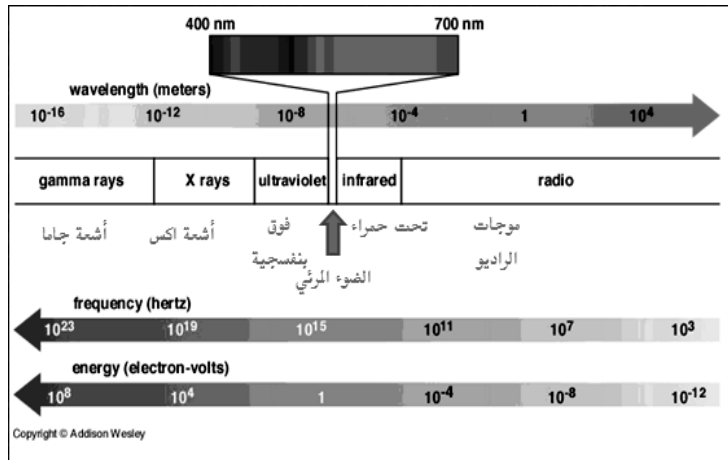 400 nm 700 nm
wavelength (meters)
10⁻¹⁶ 10⁻¹² 10⁻⁸ 10⁻⁴ 1 10⁴
gamma rays X rays ultraviolet infrared radio
أشعة جاما أشعة اكس فوق تحت حمراء موجات
بنفسجية الراديو
الضوء المرئي
frequency (hertz)
10²³ 10¹⁹ 10¹⁵ 10¹¹ 10⁷ 10³
energy (electron-volts)
10⁸ 10⁴ 1 10⁻⁴ 10⁻⁸ 10⁻¹²
Copyright © Addison Wesley